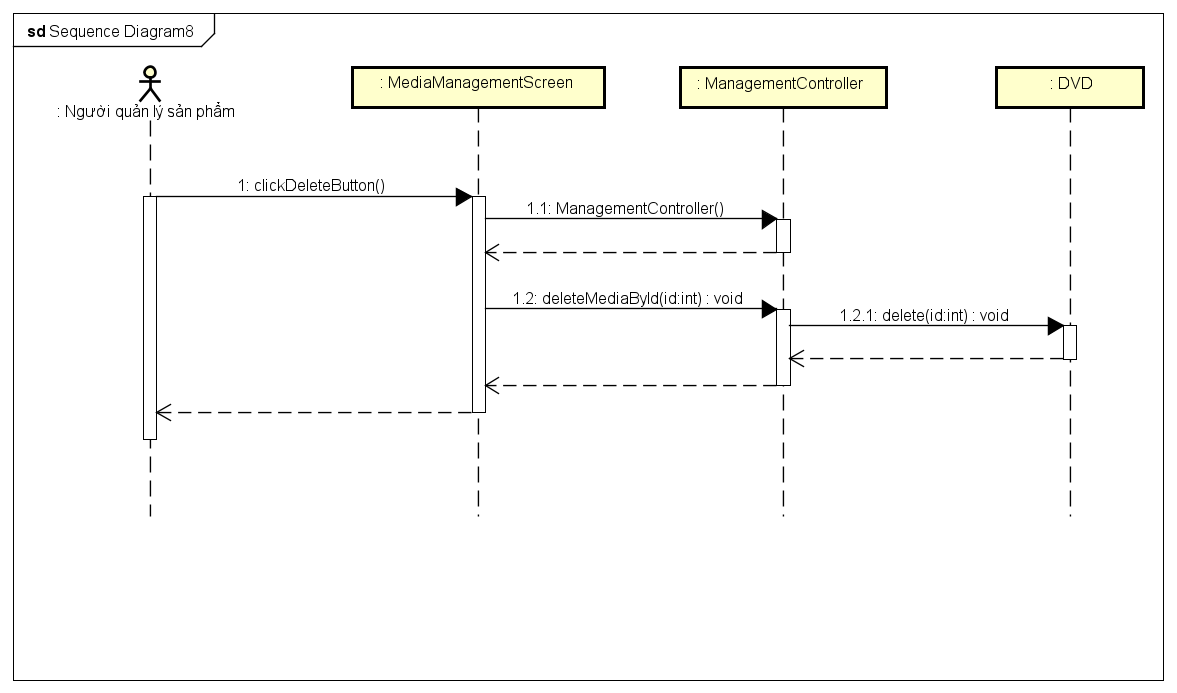 sd Sequence Diagram8
: Người quản lý sản phẩm
: MediaManagementScreen
: ManagementController
: DVD
1: clickDeleteButton()
1.1: ManagementController()
1.2: deleteMediaById(id:int) : void
1.2.1: delete(id:int) : void